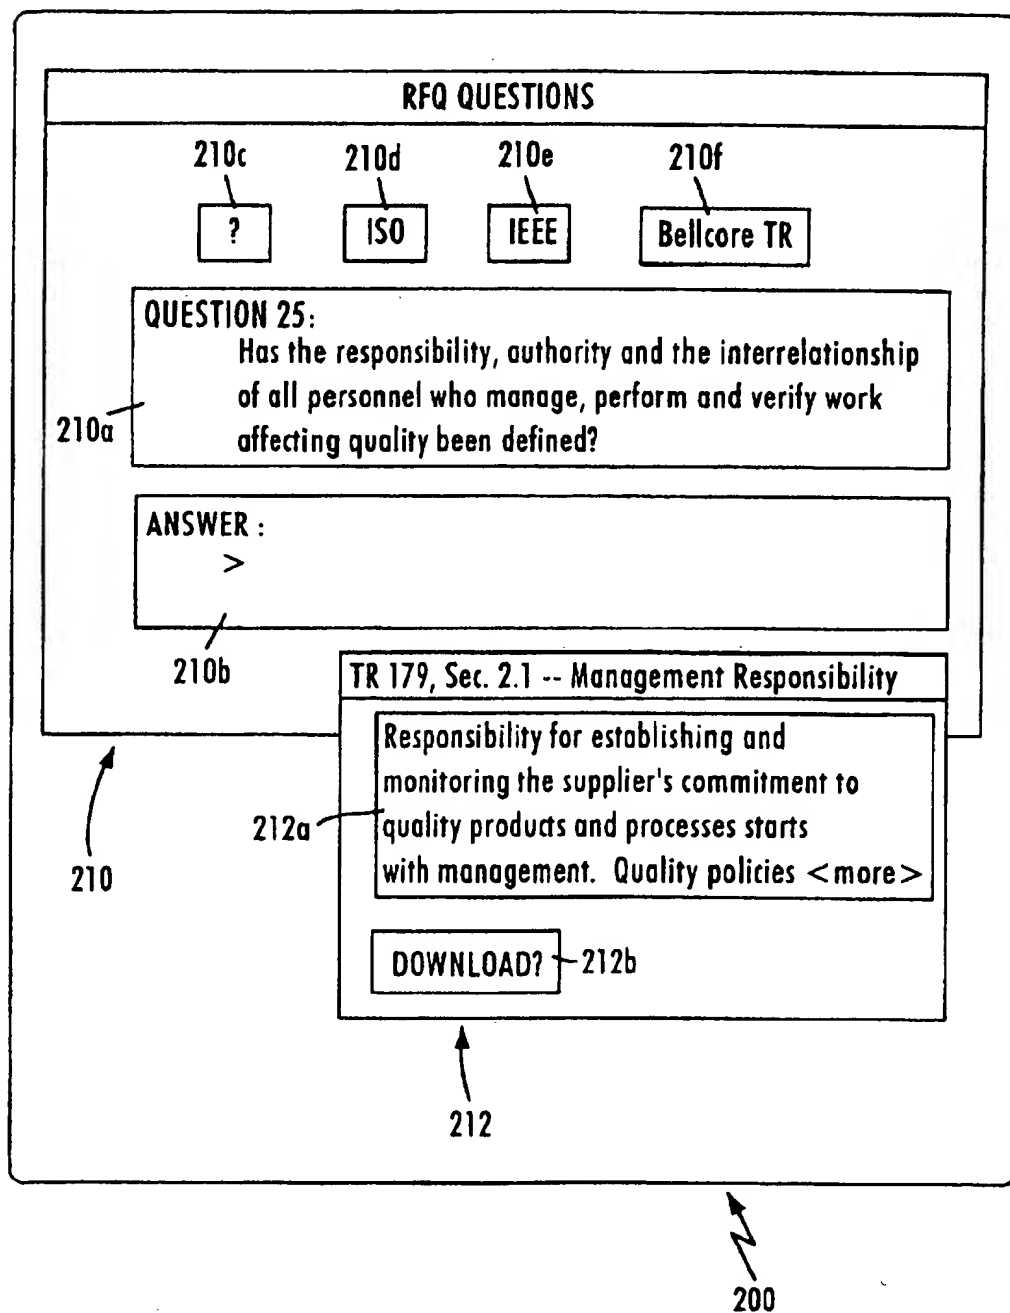 RFQ QUESTIONS
210c 210d 210e 210f
? ISO IEEE Bellcore TR
QUESTION 25:
Has the responsibility, authority and the interrelationship
of all personnel who manage, perform and verify work
affecting quality been defined?
210a
ANSWER :
>
210b
TR 179, Sec. 2.1 -- Management Responsibility
Responsibility for establishing and
monitoring the supplier's commitment to
quality products and processes starts
with management. Quality policies <more>
212a
210
DOWNLOAD? 212b
212
200